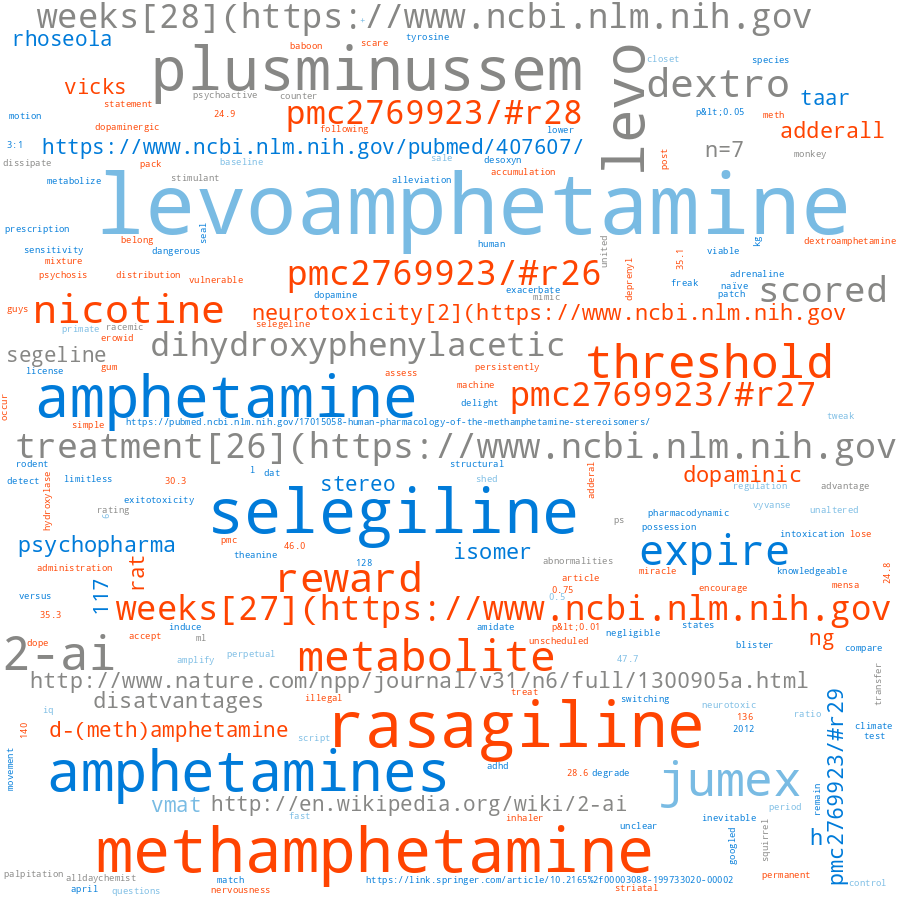 weeks[28](https://www.ncbi.nlm.nih.gov
rhoseola
baboon
scare
tyrosine
plusminussem
levo
closet
species
vicks
psychoactive
counter
dextro
taar
statement
24.9
pmc2769923/#r28
p&lt;0.05
meth
motion
dopaminergic
following
lower
adderall
3:1
https://www.ncbi.nlm.nih.gov/pubmed/407607/
n=7
monkey
dissipate
pack
baseline
sale
desoxyn
post
metabolize
stimulant
alleviation
accumulation
levoamphetamine
prescription
belong
seal
human
united
kg
dextroamphetamine
sensitivity
dangerous
viable
mixture
35.1
psychosis
distribution
vulnerable
pmc2769923/#r26
deprenyl
adrenaline
freak
naïve
scored
dopamine
exacerbate
mimic
patch
guys
nicotine
neurotoxicity[2](https://www.ncbi.nlm.nih.gov
primate
racemic
selegeline
erowid
segeline
dihydroxyphenylacetic
threshold
license
gum
assess
persistently
amphetamine
machine
pmc2769923/#r27
occur
delight
simple
https://pubmed.ncbi.nlm.nih.gov/17015058-human-pharmacology-of-the-methamphetamine-stereoisomers/
tweak
treatment[26](https://www.ncbi.nlm.nih.gov
rodent
1
dat
structural
adderal
dopaminic
detect
limitless
30.3
stereo
shed
regulation
advantage
hydroxylase
exitotoxicity
selegiline
vyvanse
unaltered
rating
6
ps
pharmacodynamic
possession
psychopharma
pmc
46.0
theanine
isomer
expire
intoxication
lose
128
abnormalities
administration
rat
reward
article
miracle
knowledgeable
24.8
versus
117
0.75
0.5
encourage
mensa
35.3
weeks[27](https://www.ncbi.nlm.nih.gov
2-ai
dope
accept
ml
induce
amidate
p&lt;0.01
negligible
states
ng
unscheduled
blister
compare
amplify
perpetual
metabolite
47.7
http://www.nature.com/npp/journal/v31/n6/full/1300905a.html
transfer
disatvantages
illegal
treat
switching
neurotoxic
iq
ratio
140
d-(meth)amphetamine
script
rasagiline
136
2012
climate
test
pmc2769923/#r29
movement
amphetamines
adhd
28.6
degrade
jumex
remain
vmat
http://en.wikipedia.org/wiki/2-ai
period
fast
inhaler
unclear
inevitable
h
methamphetamine
googled
squirrel
palpitation
alldaychemist
match
https://link.springer.com/article/10.2165%2f00003088-199733020-00002
permanent
control
april
questions
nervousness
striatal